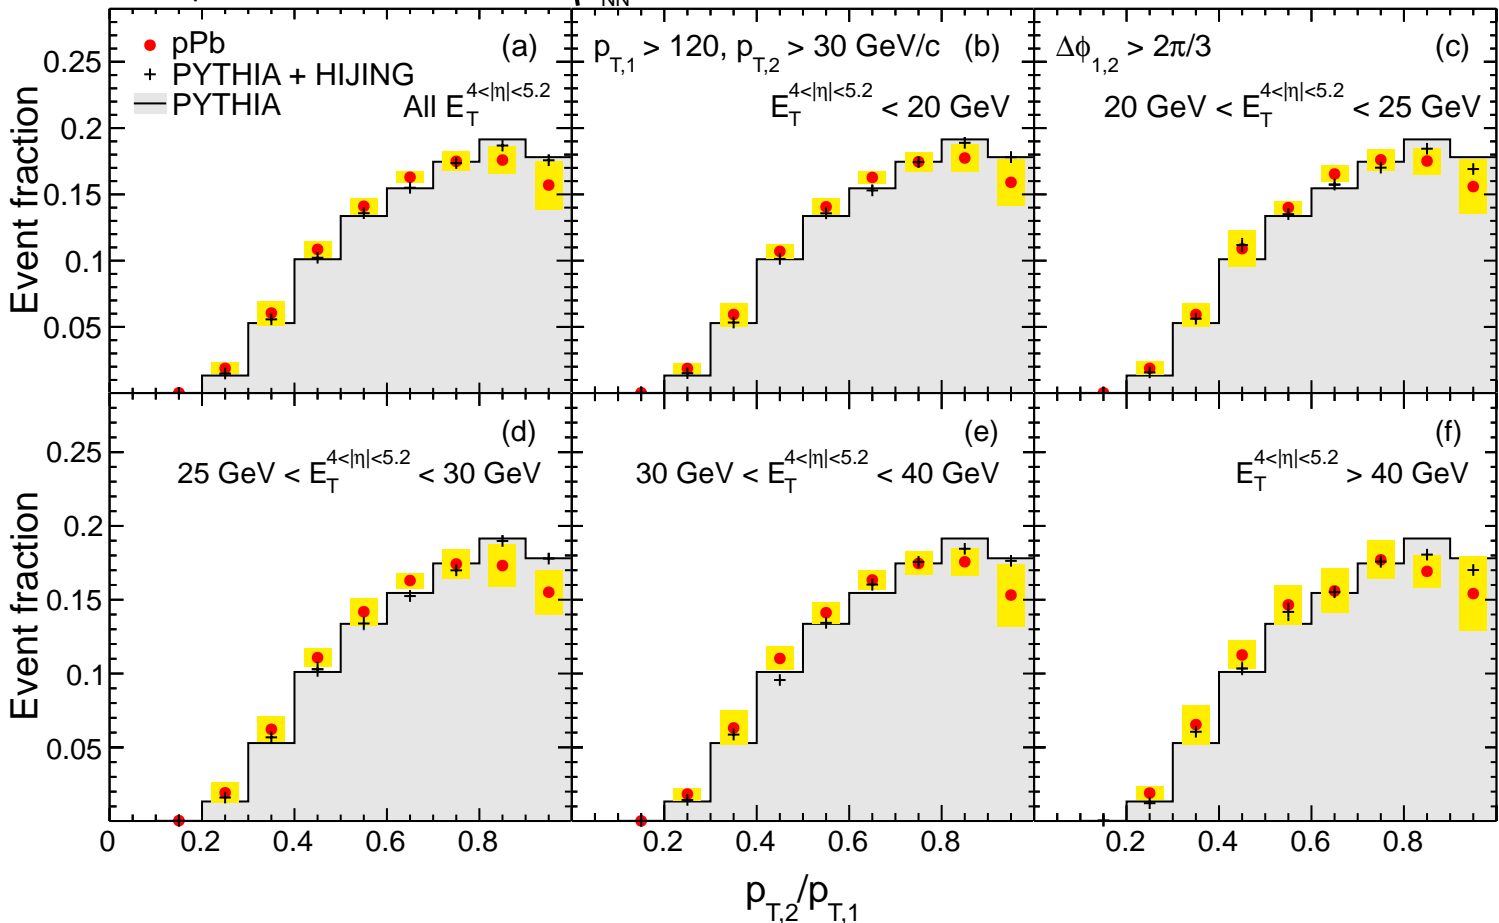 NN
pPb
PYTHIA + HIJING
PYTHIA
(a)
All E_T^{4<|η|<5.2}
p_{T,1} > 120, p_{T,2} > 30 GeV/c (b)
E_T^{4<|η|<5.2} < 20 GeV
Δϕ_{1,2} > 2π/3 (c)
20 GeV < E_T^{4<|η|<5.2} < 25 GeV
Event fraction
0.25
0.2
0.15
0.1
0.05
(d)
25 GeV < E_T^{4<|η|<5.2} < 30 GeV
(e)
30 GeV < E_T^{4<|η|<5.2} < 40 GeV
(f)
E_T^{4<|η|<5.2} > 40 GeV
Event fraction
0.25
0.2
0.15
0.1
0.05
0 0.2 0.4 0.6 0.8 0.2 0.4 0.6 0.8 0.2 0.4 0.6 0.8
p_{T,2}/p_{T,1}